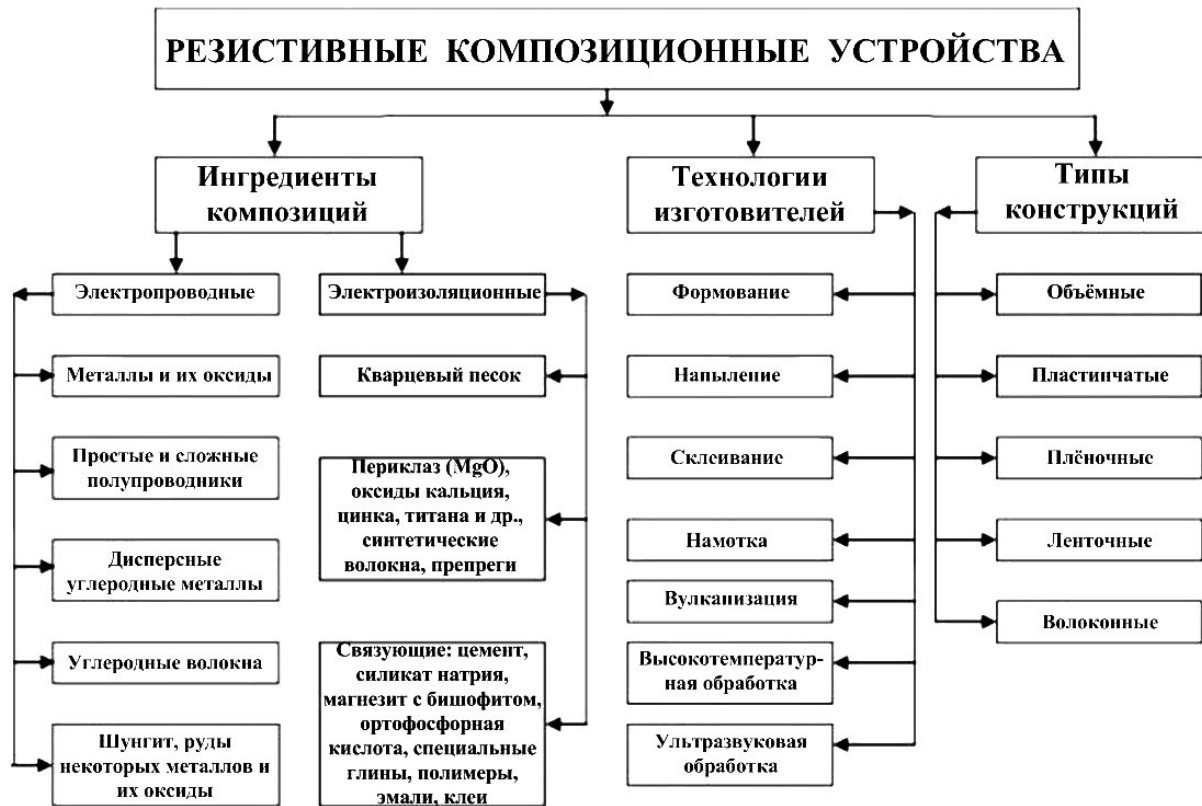 РЕЗИСТИВНЫЕ КОМПОЗИЦИОННЫЕ УСТРОЙСТВА
Ингредиенты
композиций
Электропроводные
Металлы и их оксиды
Простые и сложные
полупроводники
Дисперсные
углеродные металлы
Углеродные волокна
Шунгит, руды
некоторых металлов и
их оксиды
Электроизоляционные
Кварцевый песок
Периклаз (MgO),
оксиды кальция,
цинка, титана и др.,
синтетические
волокна, препреги
Связующие: цемент,
силикат натрия,
магнезит с бишофитом,
ортофосфорная
кислота, специальные
глины, полимеры,
эмали, клеи
Технологии
изготовителей
Формование
Напыление
Склеивание
Намотка
Вулканизация
Высокотемператур-
ная обработка
Ультразвуковая
обработка
Типы
конструкций
Объёмные
Пластинчатые
Плёночные
Ленточные
Волоконные